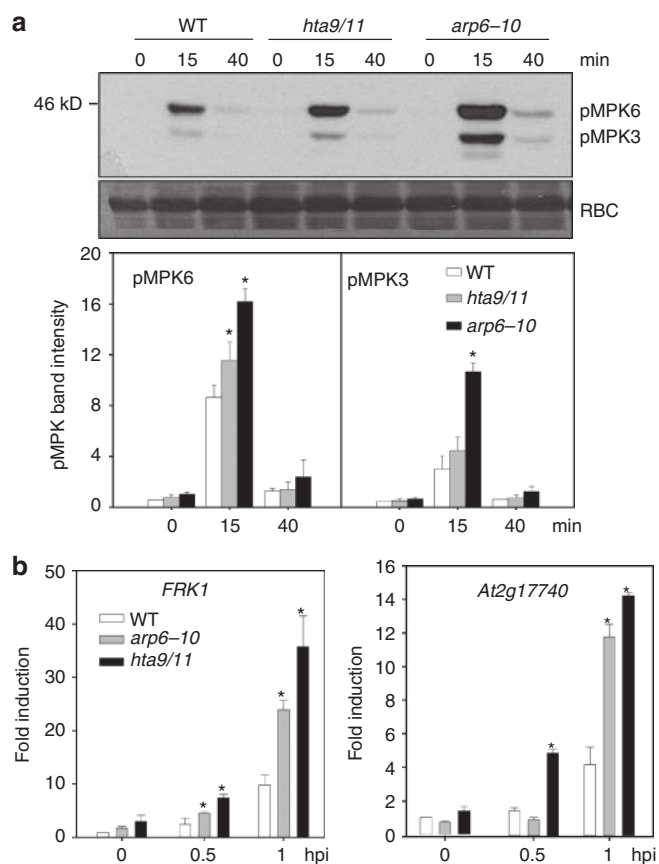 a
WT hta9/11 arp6–10
0 15 40 0 15 40 0 15 40 min
46 kD
pMPK6
pMPK3
RBC
20
16
12
8
4
0
pMPK band intensity
pMPK6 * * pMPK3 *
WT
hta9/11
arp6–10
0 15 40 0 15 40 min
b
50
40
30
20
10
0
Fold induction
FRK1
WT
arp6–10
hta9/11
* * * *
0 0.5 1 hpi
16
14
12
10
8
6
4
2
0
Fold induction
At2g17740
* * *
0 0.5 1 hpi